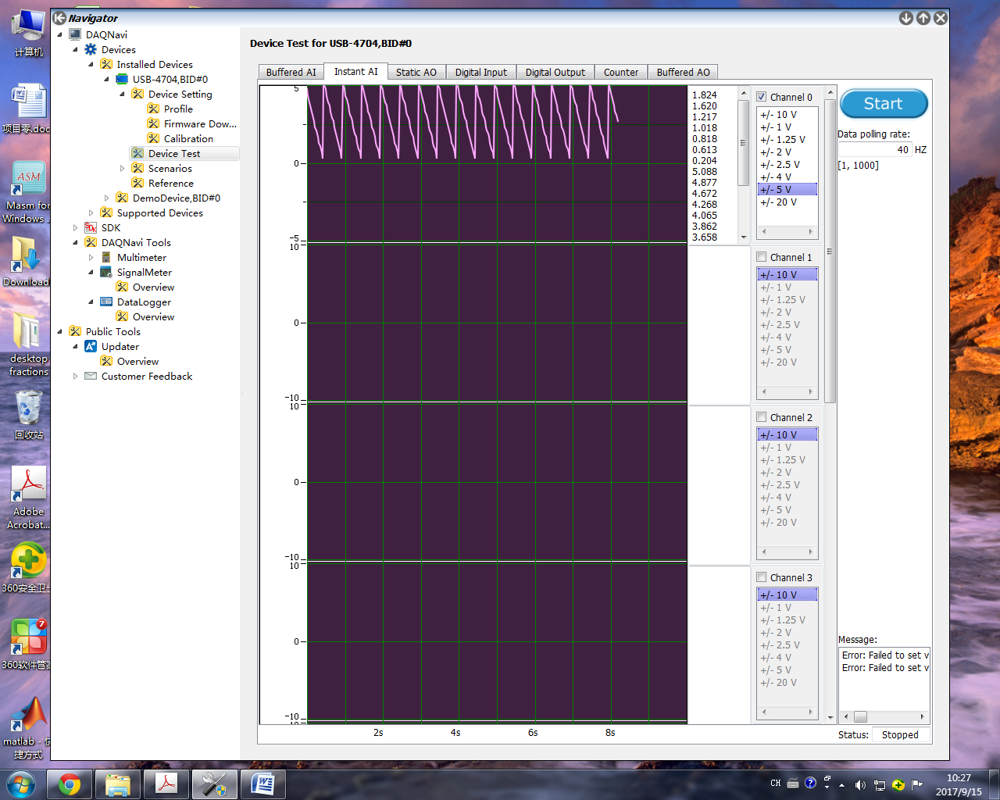 Navigator
DAQNavi
Devices
Installed Devices
USB-4704,BID#0
Device Setting
Profile
Firmware Dow...
Calibration
Device Test
Scenarios
Reference
DemoDevice,BID#0
Supported Devices
SDK
DAQNavi Tools
Multimeter
SignalMeter
Overview
DataLogger
Overview
Public Tools
Updater
Overview
Customer Feedback
计算机
项目零.doc
Masm for
Windows ...
Download
desktop
fractions
回收站
Adobe
Acrobat...
360安全卫士
7
360软件管家
matlab - 快
捷方式
Device Test for USB-4704,BID#0
Buffered AI
Instant AI
Static AO
Digital Input
Digital Output
Counter
Buffered AO
5
0
-5
10
0
-10
10
0
-10
10
0
-10
2s
4s
6s
8s
1.824
1.620
1.217
1.018
0.818
0.613
0.204
5.088
4.877
4.672
4.268
4.065
3.862
3.658
Channel 0
+/- 10 V
+/- 1 V
+/- 1.25 V
+/- 2 V
+/- 2.5 V
+/- 4 V
+/- 5 V
+/- 20 V
Channel 1
+/- 10 V
+/- 1 V
+/- 1.25 V
+/- 2 V
+/- 2.5 V
+/- 4 V
+/- 5 V
+/- 20 V
Channel 2
+/- 10 V
+/- 1 V
+/- 1.25 V
+/- 2 V
+/- 2.5 V
+/- 4 V
+/- 5 V
+/- 20 V
Channel 3
+/- 10 V
+/- 1 V
+/- 1.25 V
+/- 2 V
+/- 2.5 V
+/- 4 V
+/- 5 V
+/- 20 V
Start
Data polling rate:
40 HZ
[1, 1000]
Message:
Error: Failed to set v
Error: Failed to set v
Status: Stopped
CH
10:27
2017/9/15